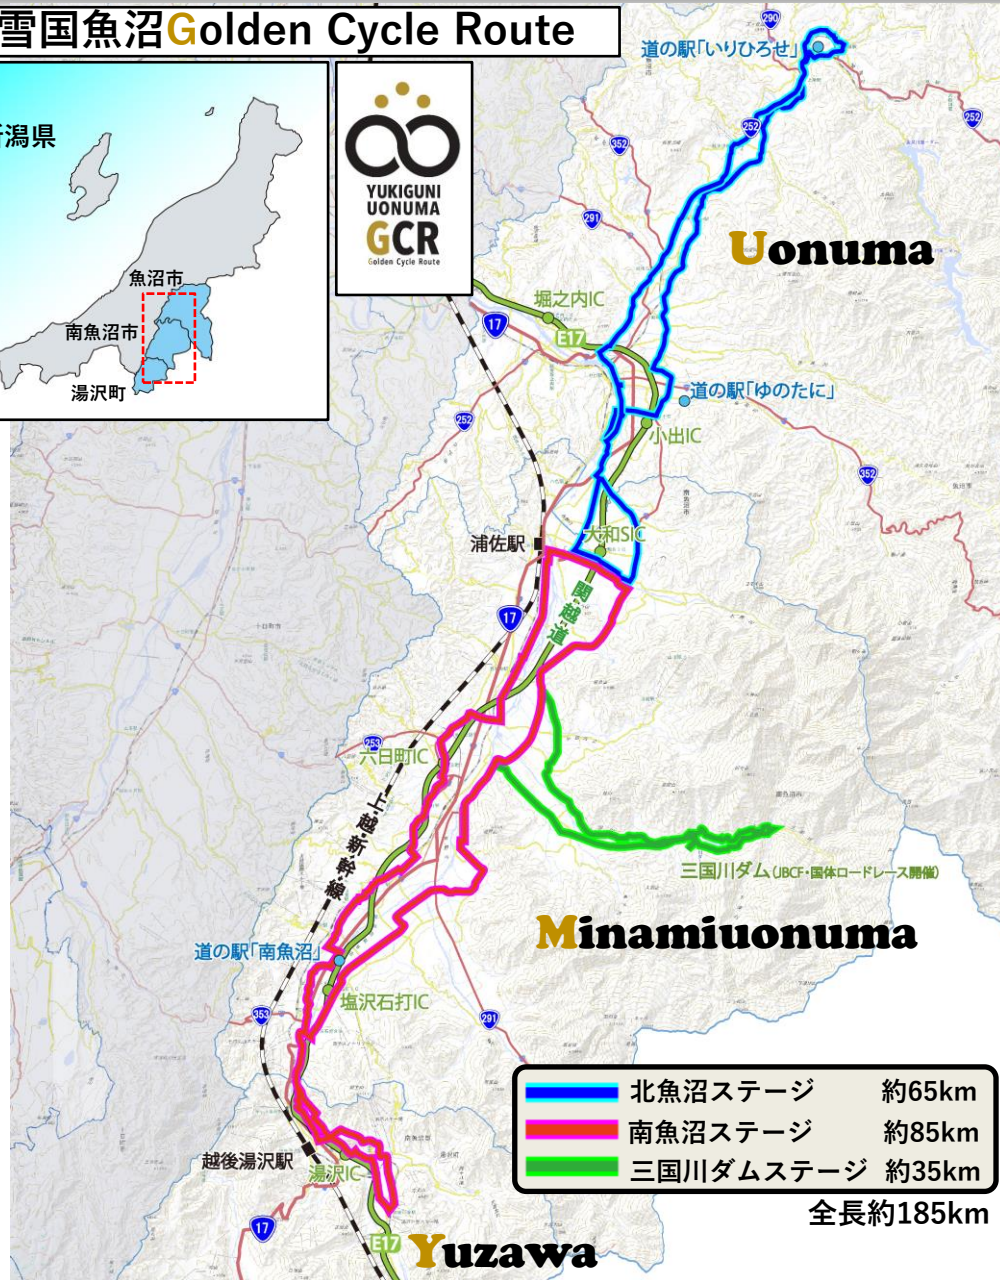 雪国魚沼Golden Cycle Route
新潟県
魚沼市
南魚沼市
湯沢町
YUKIGUNI
UONUMA
GCR
Golden Cycle Route
290
道の駅「いりひろせ」
252
252
352
291
Uonuma
堀之内IC
17
E17
道の駅「ゆのたに」
252
小出IC
352
大和SIC
浦佐駅
関越道
17
253
六日町IC
上越新幹線
三国川ダム(JBCF・国体ロードレース開催)
Minamiuonuma
道の駅「南魚沼」
塩沢石打IC
353
291
北魚沼ステージ 約65km
南魚沼ステージ 約85km
三国川ダムステージ 約35km
全長約185km
越後湯沢駅
湯沢IC
17
E17
Yuzawa